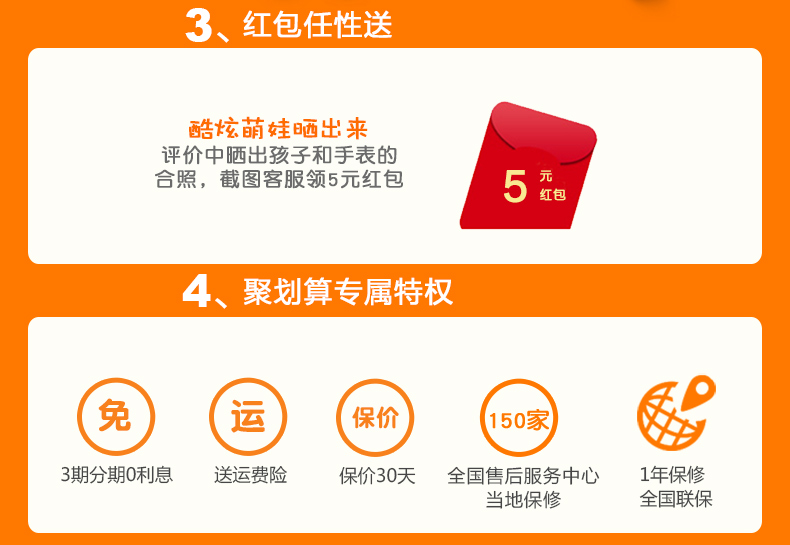 3、红包任性送
酷炫萌娃晒出来
评价中晒出孩子和手表的
合照，截图客服领5元红包
5元
红包
4、聚划算专属特权
免
3期分期0利息
运
送运费险
保价
保价30天
150家
全国售后服务中心
当地保修
1年保修
全国联保